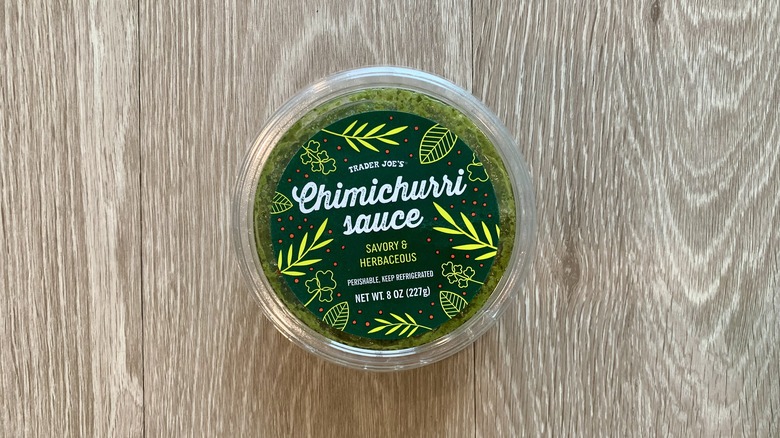 TRADER JOE'S
Chimichurri
sauce
SAVORY &
HERBACEOUS
PERISHABLE, KEEP REFRIGERATED
NET WT. 8 OZ (227g)